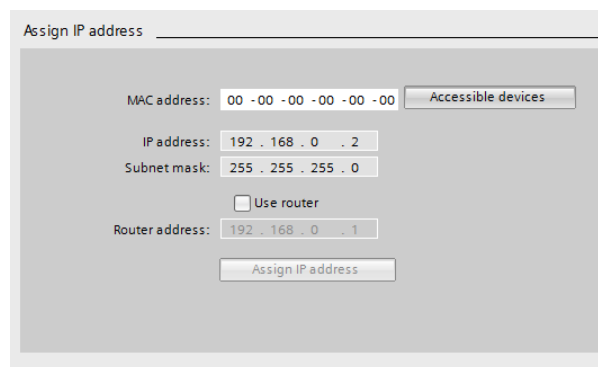 Assign IP address
MAC address: 00 -00 -00 -00 -00 -00 Accessible devices
IP address: 192 . 168 . 0 . 2
Subnet mask: 255 . 255 . 255 . 0
Use router
Router address: 192 . 168 . 0 . 1
Assign IP address